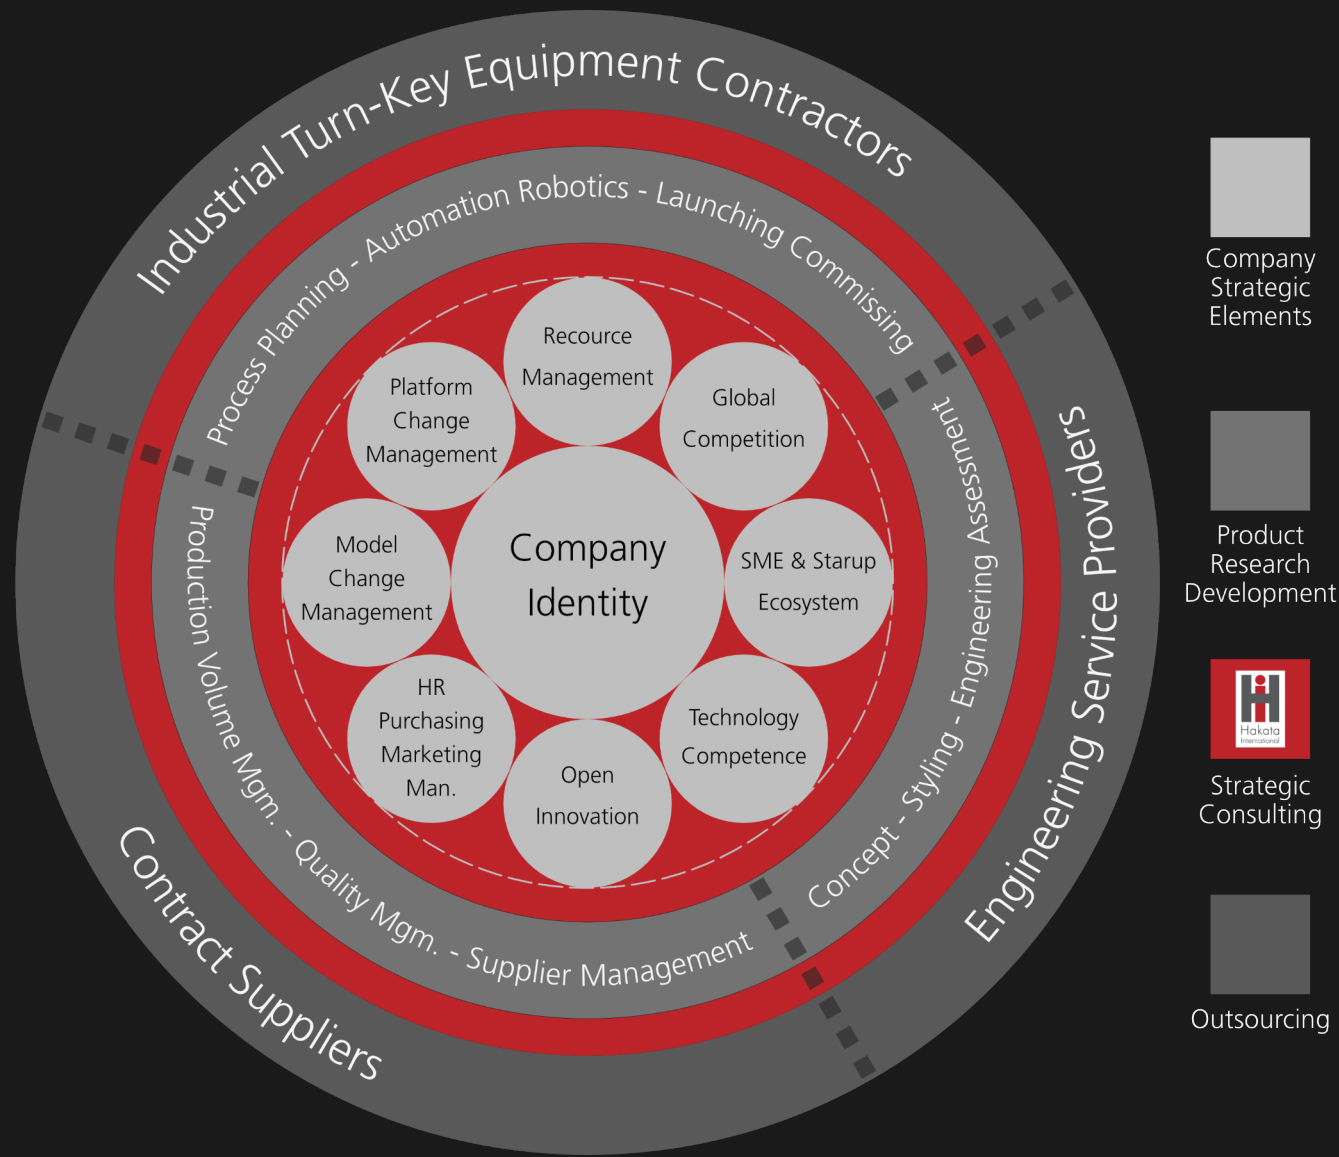 Industrial Turn-Key Equipment Contractors
Process Planning - Automation Robotics - Launching Commissing
Engineering Service Providers
Concept - Styling - Engineering Assessment
Contract Suppliers
Production Volume Mgm. - Quality Mgm. - Supplier Management
Recource
Management
Platform
Change
Management
Global
Competition
Model
Change
Management
Company
Identity
SME & Starup
Ecosystem
HR
Purchasing
Marketing
Man.
Technology
Competence
Open
Innovation
Company
Strategic
Elements
Product
Research
Development
Hakata
International
Strategic
Consulting
Outsourcing